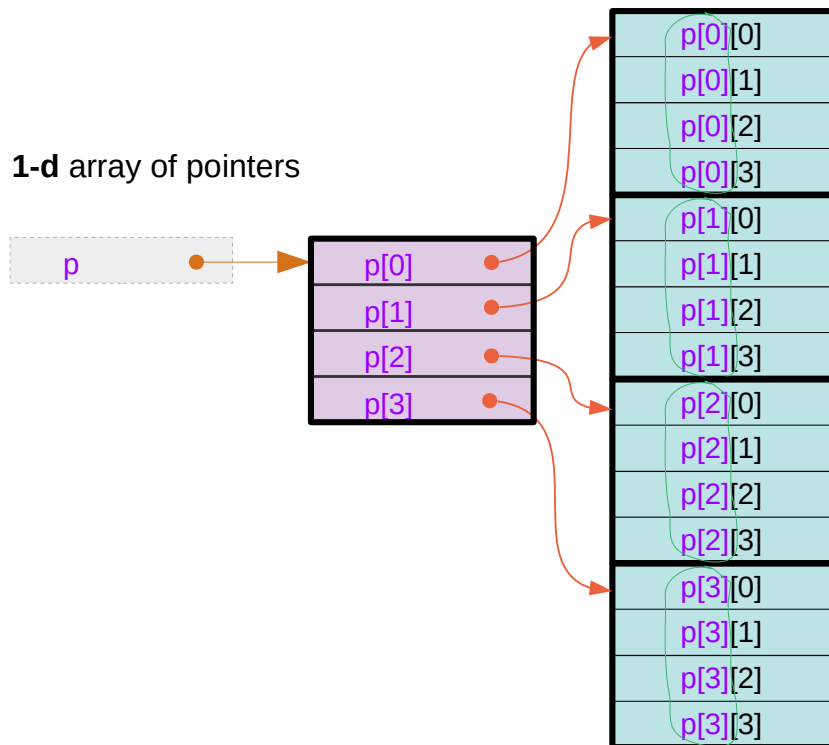 1-d array of pointers
p
p[0]
p[1]
p[2]
p[3]
p[0][0]
p[0][1]
p[0][2]
p[0][3]
p[1][0]
p[1][1]
p[1][2]
p[1][3]
p[2][0]
p[2][1]
p[2][2]
p[2][3]
p[3][0]
p[3][1]
p[3][2]
p[3][3]